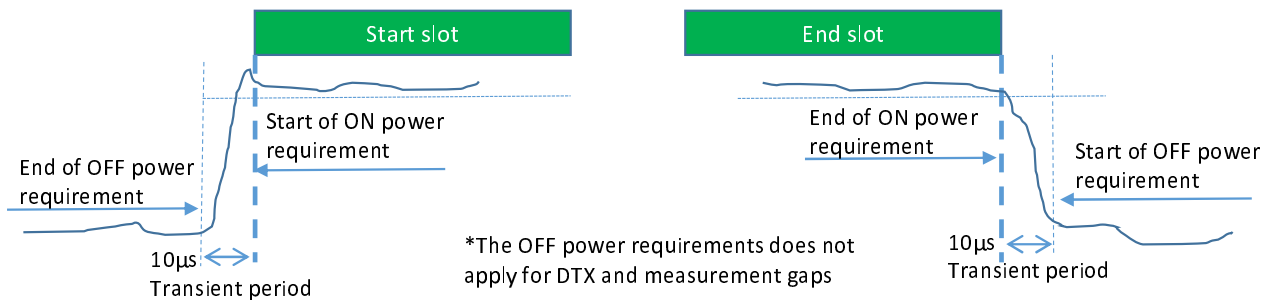 Start slot
End slot
Start of ON power
requirement
End of OFF power
requirement
10µs
Transient period
End of ON power
requirement
Start of OFF power
requirement
10µs
Transient period
*The OFF power requirements does not
apply for DTX and measurement gaps